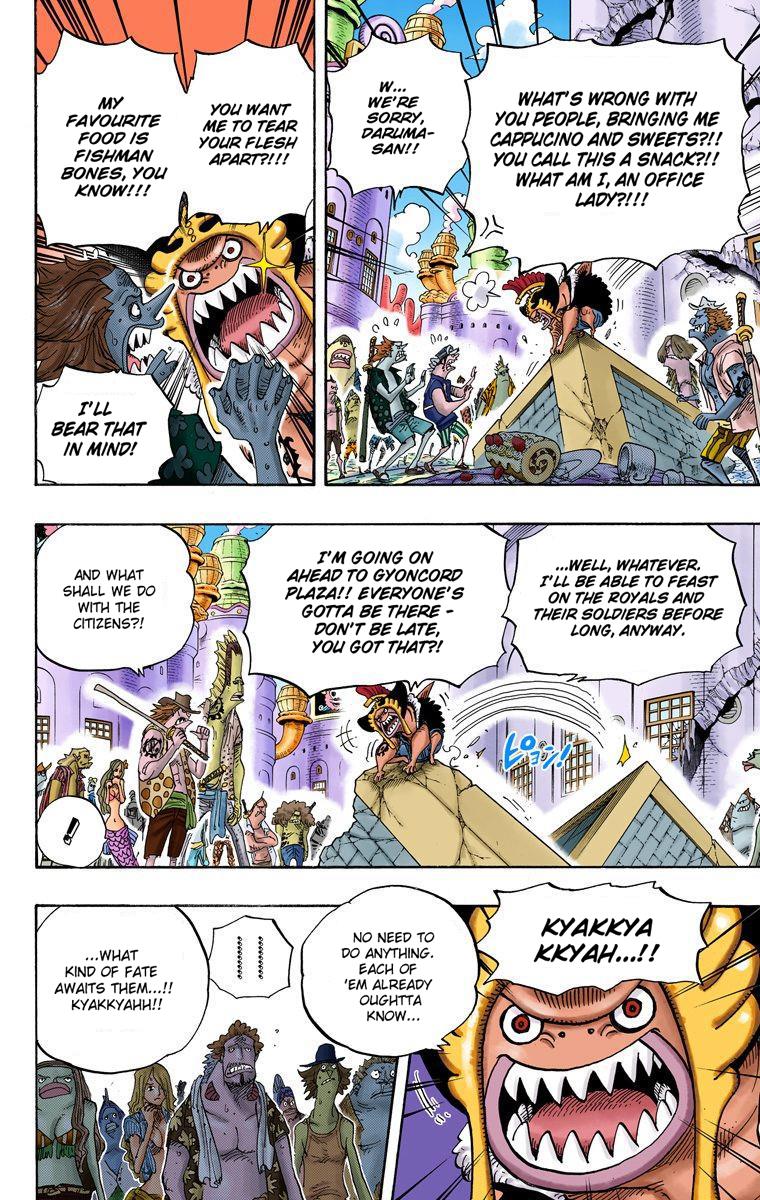 WHAT'S WRONG WITH
YOU PEOPLE, BRINGING ME
CAPPUCINO AND SWEETS?!!
YOU CALL THIS A SNACK?!!
WHAT AM I, AN OFFICE
LADY?!!!
W...
WE'RE
SORRY,
DARUMA-
SAN!!
YOU WANT
ME TO TEAR
YOUR FLESH
APART?!!!
MY
FAVOURITE
FOOD IS
FISHMAN
BONES, YOU
KNOW!!!
I'LL
BEAR THAT
IN MIND!
...WELL, WHATEVER.
I'LL BE ABLE TO FEAST
ON THE ROYALS AND
THEIR SOLDIERS BEFORE
LONG, ANYWAY.
ピョン!
I'M GOING ON
AHEAD TO GYONCORD
PLAZA!! EVERYONE'S
GOTTA BE THERE -
DON'T BE LATE,
YOU GOT THAT?!
AND WHAT
SHALL WE DO
WITH THE
CITIZENS?!
!
KYAKKYA
KKYAH...!!
NO NEED TO
DO ANYTHING.
EACH OF
'EM ALREADY
OUGHTTA
KNOW...
!!
...WHAT
KIND OF FATE
AWAITS THEM...!!
KYAKKYAHH!!